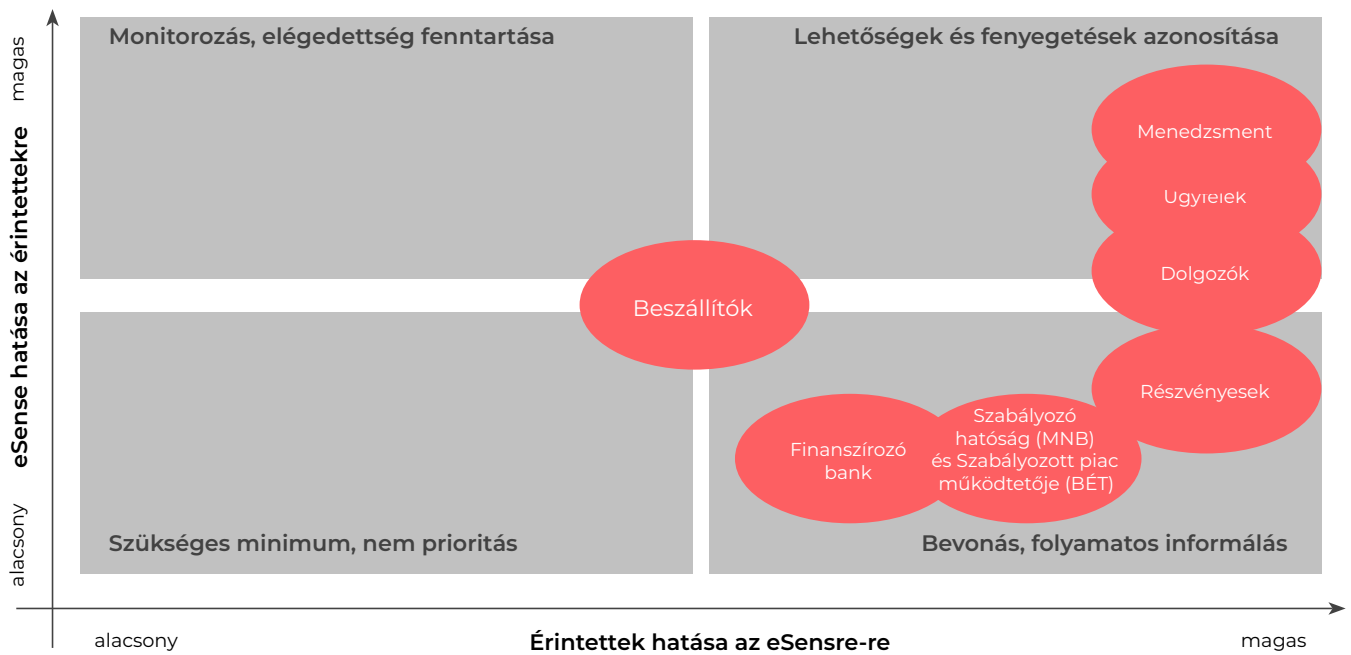 Monitorozás, elégedettség fenntartása
Lehetőségek és fenyegetések azonosítása
magas
eSense hatása az érintettekre
alacsony
Menedzsment
Ügyfelek
Dolgozók
Beszállítók
Részvényesek
Finanszírozó
bank
Szabályozó
hatóság (MNB)
és Szabályozott piac
működtetője (BÉT)
Szükséges minimum, nem prioritás
Bevonás, folyamatos informálás
alacsony
Érintettek hatása az eSensre-re
magas